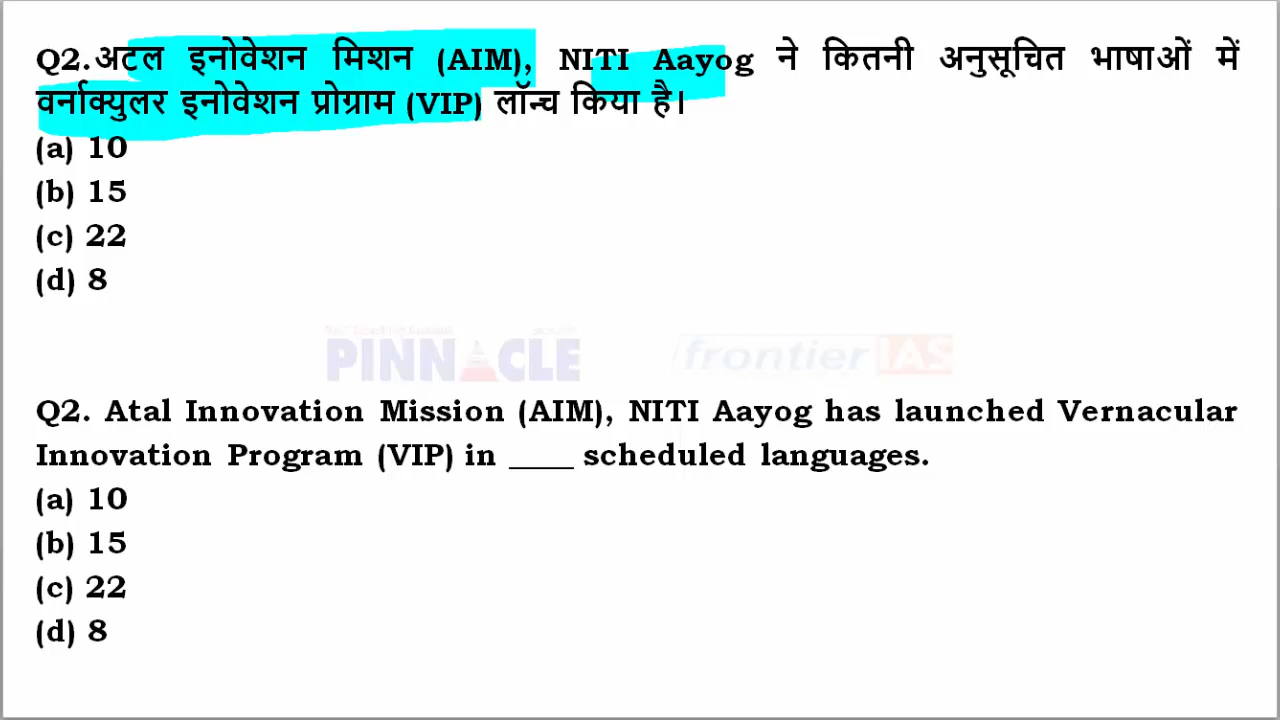 Q2.अटल इनोवेशन मिशन (AIM), NITI Aayog ने कितनी अनुसूचित भाषाओं में
वर्नाक्युलर इनोवेशन प्रोग्राम (VIP) लॉन्च किया है।
(a) 10
(b) 15
(c) 22
(d) 8
PINNACLE
frontier IAS
Q2. Atal Innovation Mission (AIM), NITI Aayog has launched Vernacular
Innovation Program (VIP) in ____ scheduled languages.
(a) 10
(b) 15
(c) 22
(d) 8